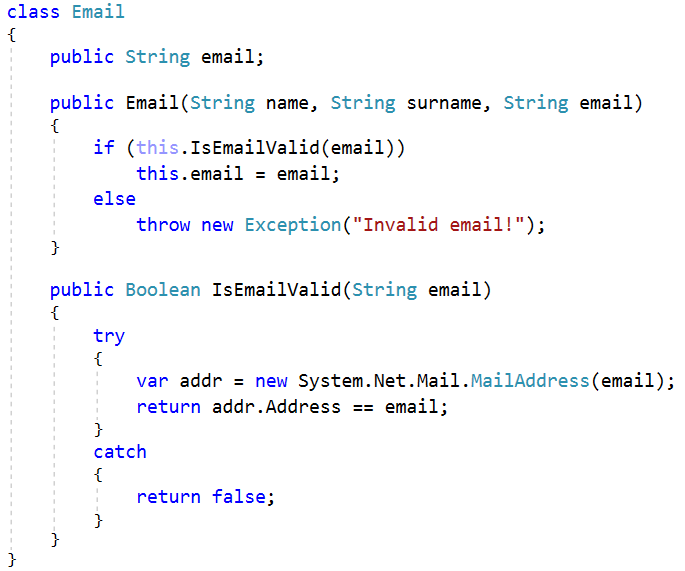 class Email
{
    public String email;

    public Email(String name, String surname, String email)
    {
        if (this.IsEmailValid(email))
            this.email = email;
        else
            throw new Exception("Invalid email!");
    }

    public Boolean IsEmailValid(String email)
    {
        try
        {
            var addr = new System.Net.Mail.MailAddress(email);
            return addr.Address == email;
        }
        catch
        {
            return false;
        }
    }
}